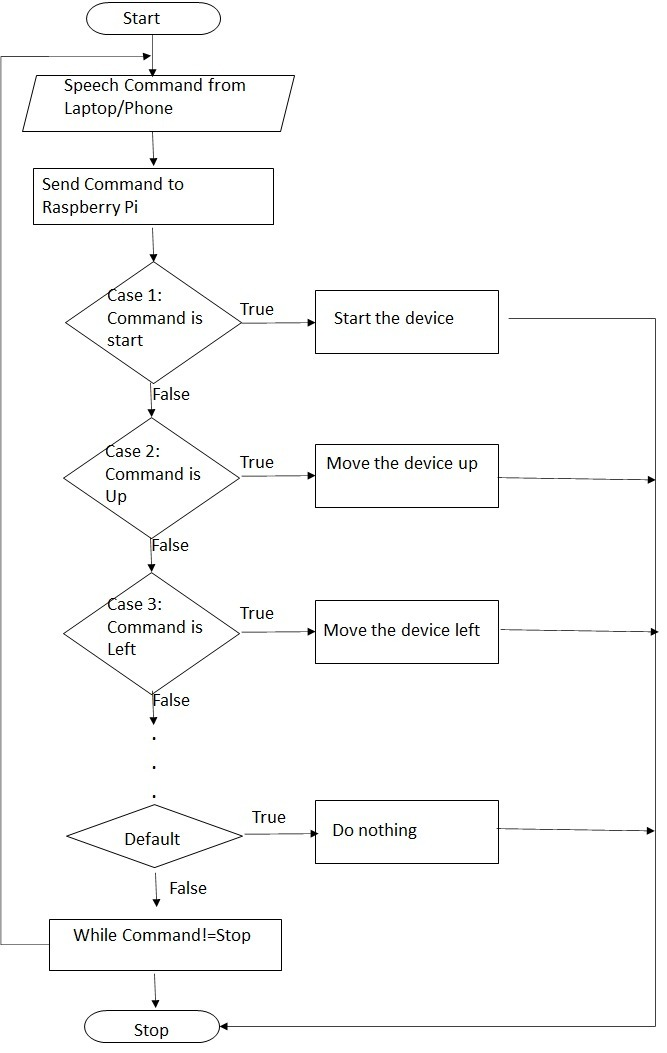 Start
Speech Command from
Laptop/Phone
Send Command to
Raspberry Pi
Case 1:
Command is
start
True
Start the device
False
Case 2:
Command is
Up
True
Move the device up
False
Case 3:
Command is
Left
True
Move the device left
False
.
.
.
Default
True
Do nothing
False
While Command!=Stop
Stop